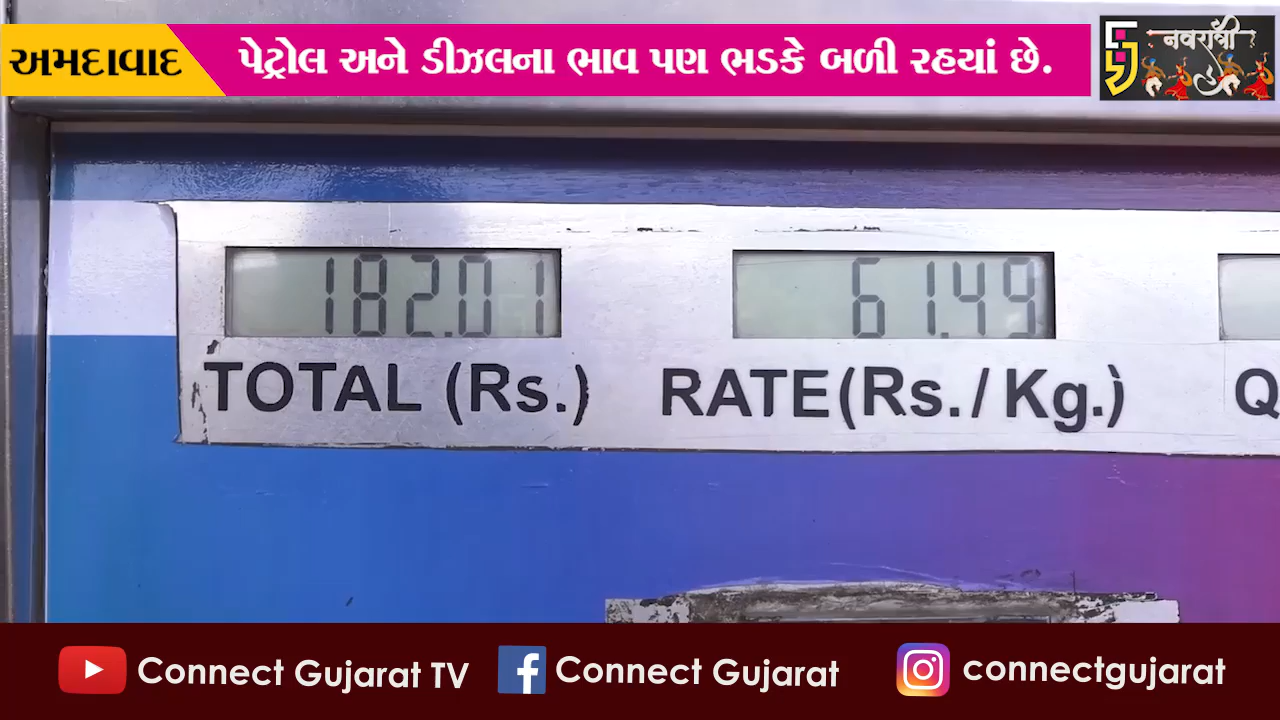 અમદાવાદ
પેટ્રોલ અને ડીઝલના ભાવ પણ ભડકે બળી રહયાં છે.
નવરાત્રી
182.01
61.49
TOTAL (Rs.)
RATE(Rs./Kg.)
Q
Connect Gujarat TV
Connect Gujarat
connectgujarat